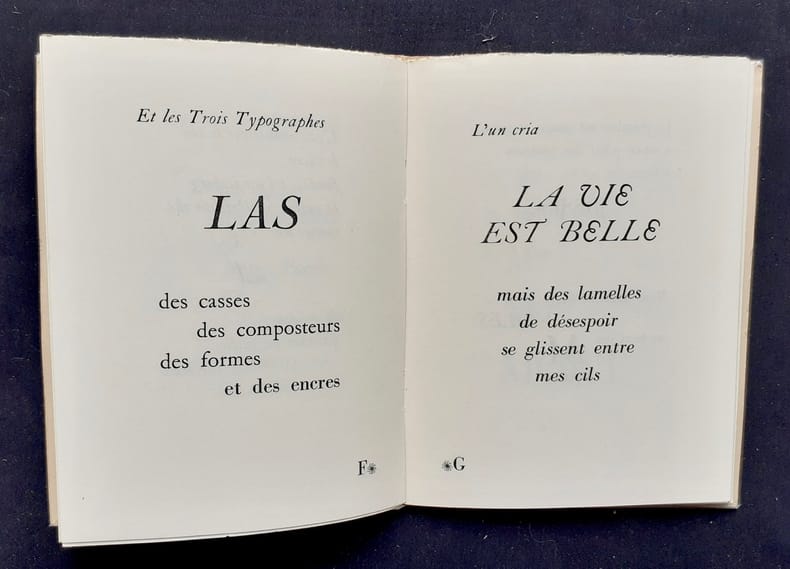 Et les Trois Typographes
LAS
des casses
des composteurs
des formes
et des encres
F*
L'un cria
LA VIE
EST BELLE
mais des lamelles
de désespoir
se glissent entre
mes cils
*G